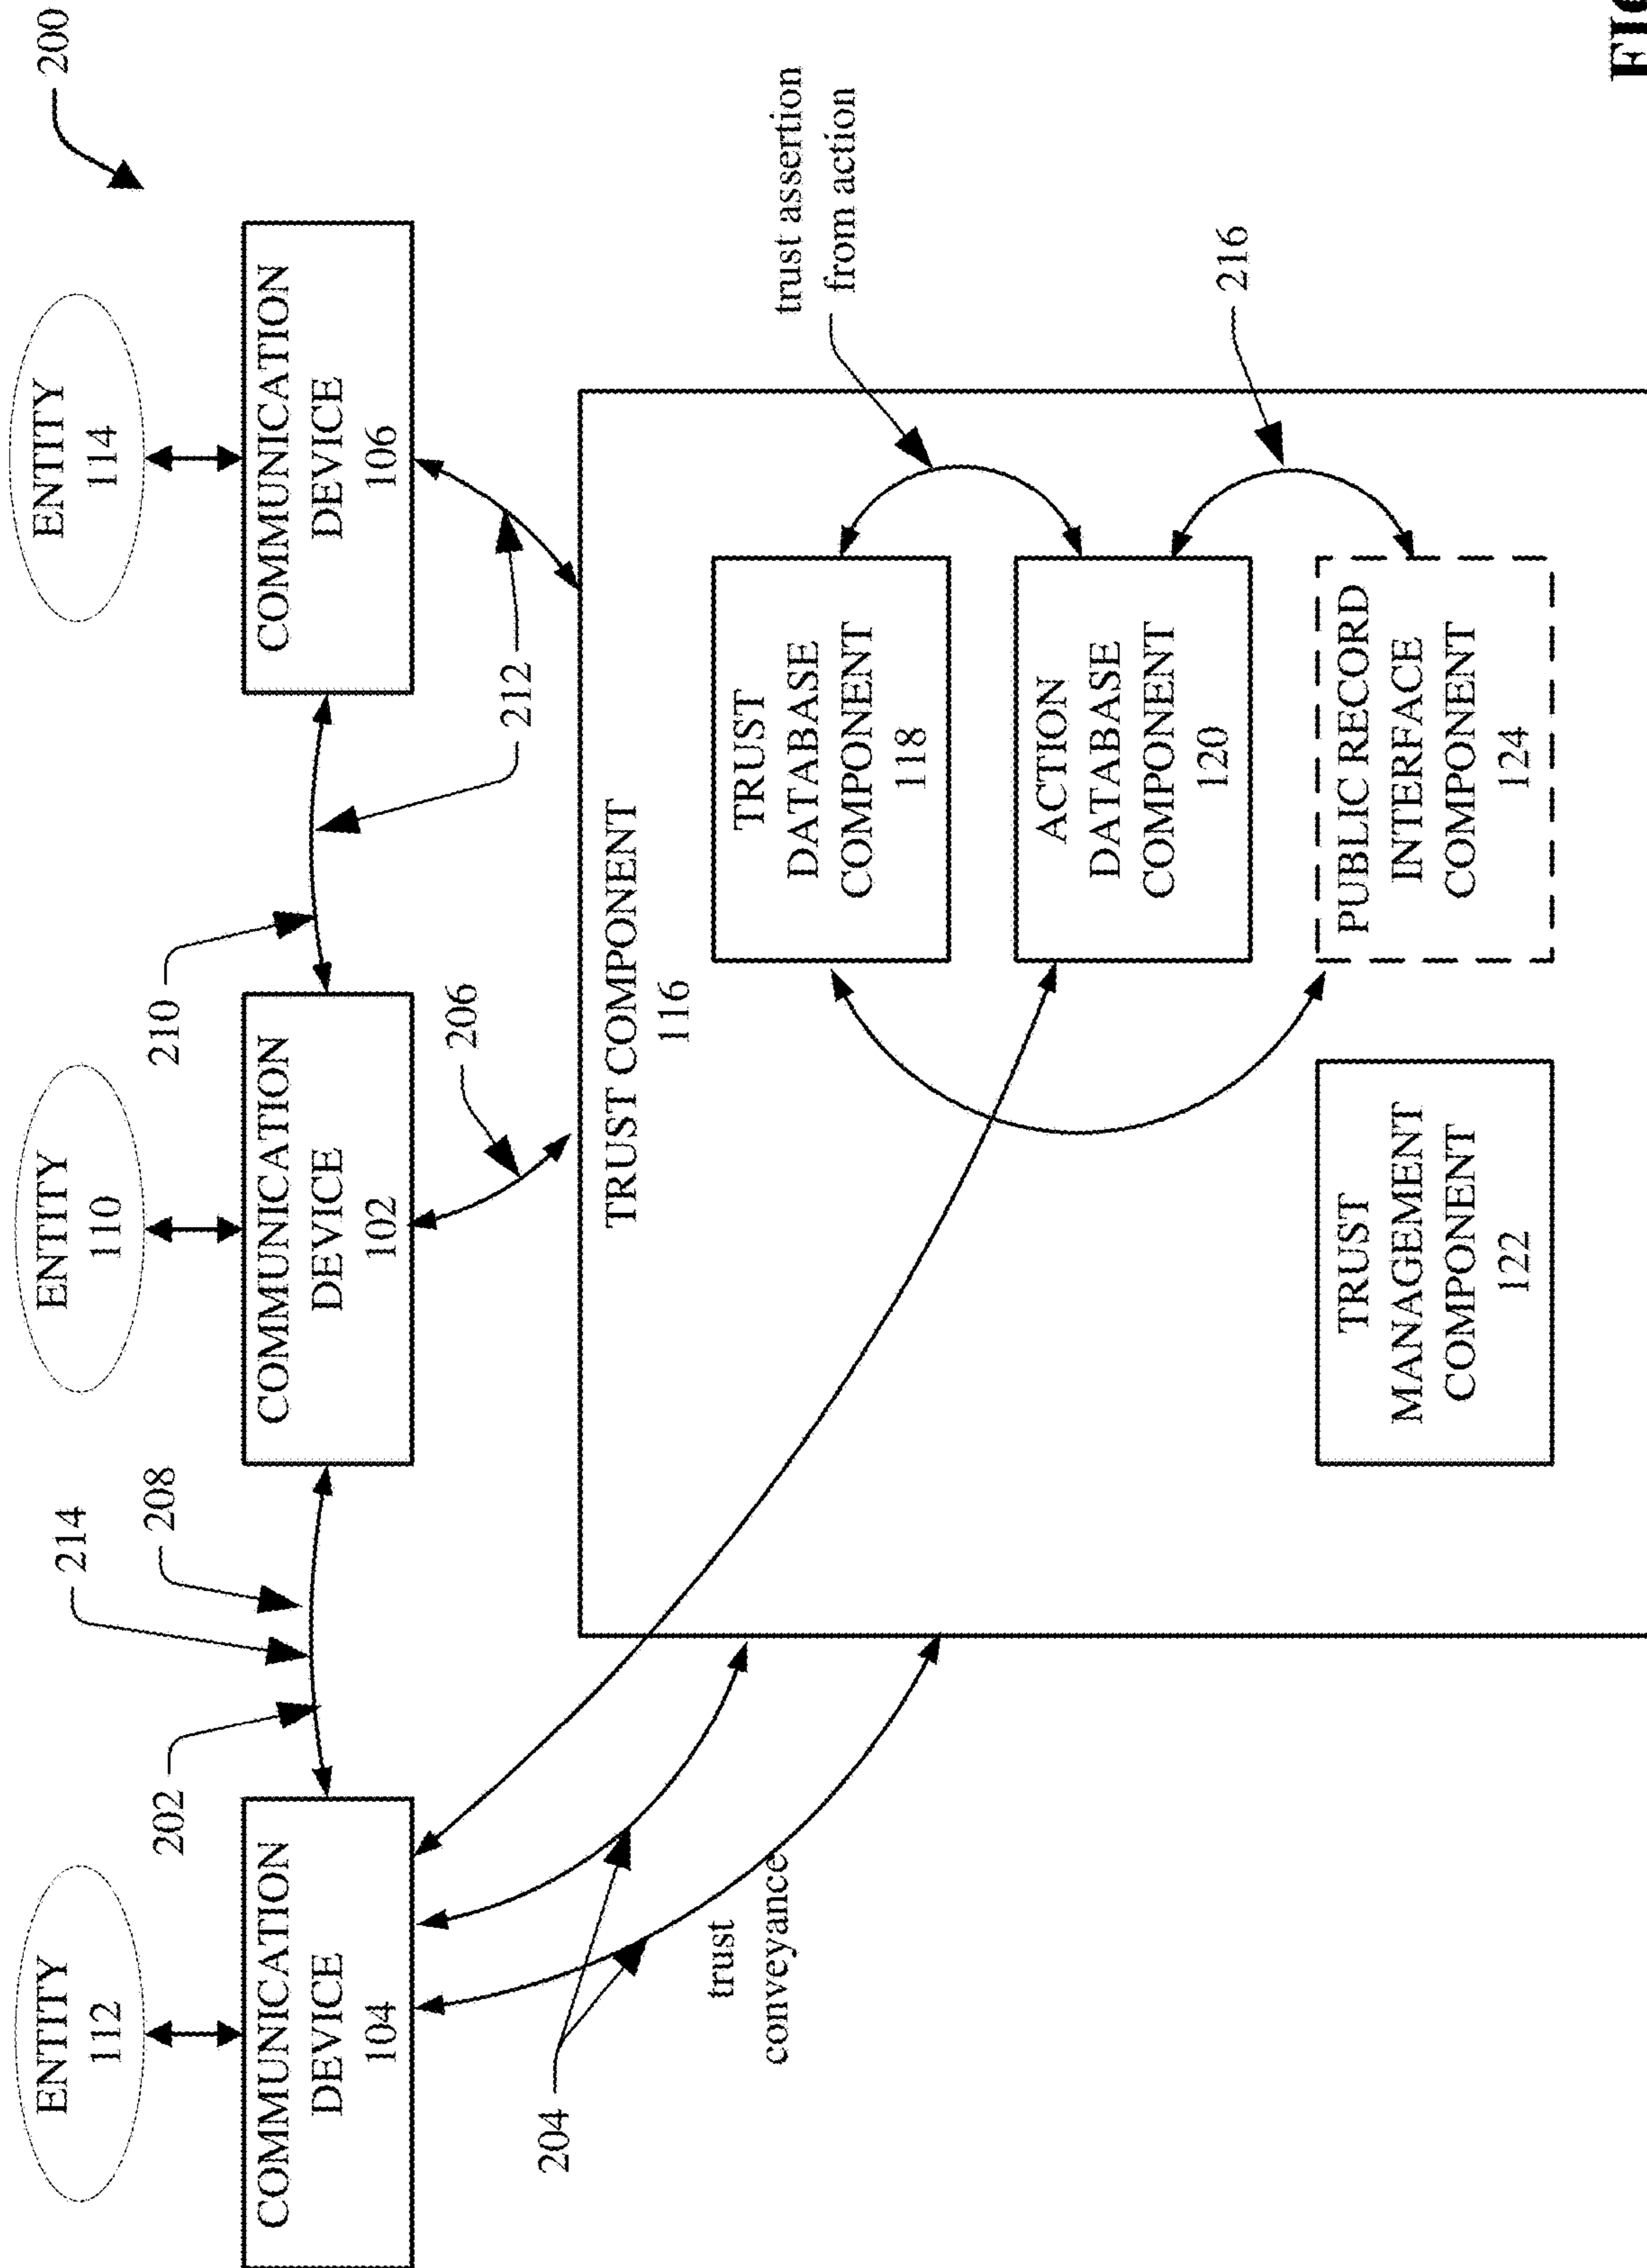 200
ENTITY
112
ENTITY
110
ENTITY
114
214
208
202
210
COMMUNICATION
DEVICE
104
COMMUNICATION
DEVICE
102
COMMUNICATION
DEVICE
106
206
212
204
trust
conveyance
TRUST COMPONENT
116
trust assertion
from action
TRUST
DATABASE
COMPONENT
118
ACTION
DATABASE
COMPONENT
120
216
TRUST
MANAGEMENT
COMPONENT
122
PUBLIC RECORD
INTERFACE
COMPONENT
124
FIG